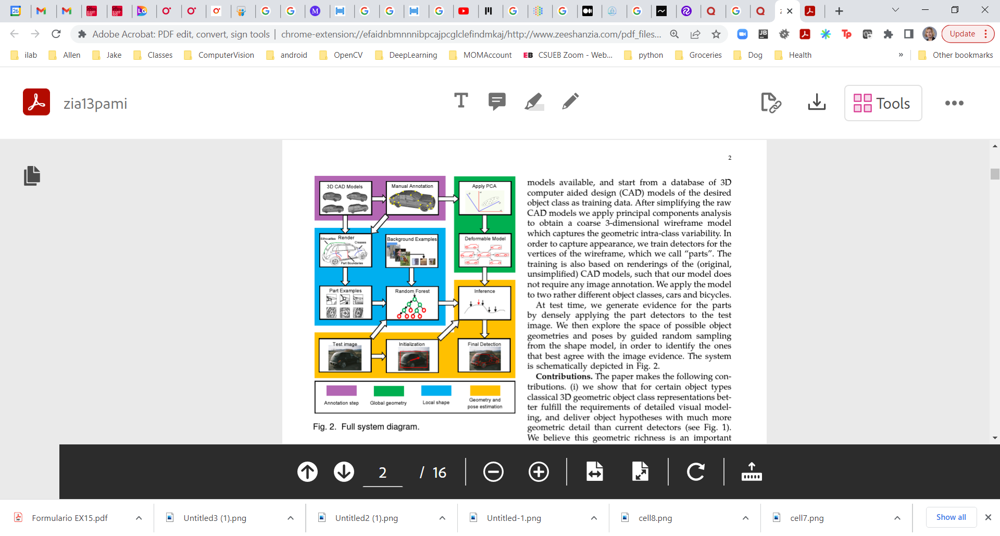 26
LG
M
Adobe Acrobat: PDF edit, convert, sign tools | chrome-extension://efaidnbmnnnibpcajpcglclefindmkaj/http://www.zeeshanzia.com/pdf_files...
JB
Tp
Update
ilab
Allen
Jake
Classes
ComputerVision
android
OpenCV
DeepLearning
MOMAccount
EB CSUEB Zoom - Web...
python
Groceries
Dog
Health
»
Other bookmarks
zia13pami
T
Tools
2
3D CAD Models
Manual Annotation
Apply PCA
Render
Silhouettes
Creases
Part Boundaries
Background Examples
Deformable Model
Part Examples
Random Forest
Inference
Test image
Initialization
Final Detection
Annotation step
Global geometry
Local shape
Geometry and
pose estimation
Fig. 2. Full system diagram.
models available, and start from a database of 3D
computer aided design (CAD) models of the desired
object class as training data. After simplifying the raw
CAD models we apply principal components analysis
to obtain a coarse 3-dimensional wireframe model
which captures the geometric intra-class variability. In
order to capture appearance, we train detectors for the
vertices of the wireframe, which we call “parts”. The
training is also based on renderings of the (original,
unsimplified) CAD models, such that our model does
not require any image annotation. We apply the model
to two rather different object classes, cars and bicycles.
At test time, we generate evidence for the parts
by densely applying the part detectors to the test
image. We then explore the space of possible object
geometries and poses by guided random sampling
from the shape model, in order to identify the ones
that best agree with the image evidence. The system
is schematically depicted in Fig. 2.
Contributions. The paper makes the following con-
tributions. (i) we show that for certain object types
classical 3D geometric object class representations bet-
ter fulfill the requirements of detailed visual model-
ing, and deliver object hypotheses with much more
geometric detail than current detectors (see Fig. 1).
We believe this geometric richness is an important
2 / 16
Formulario EX15.pdf
Untitled3 (1).png
Untitled2 (1).png
Untitled-1.png
cell8.png
cell7.png
Show all